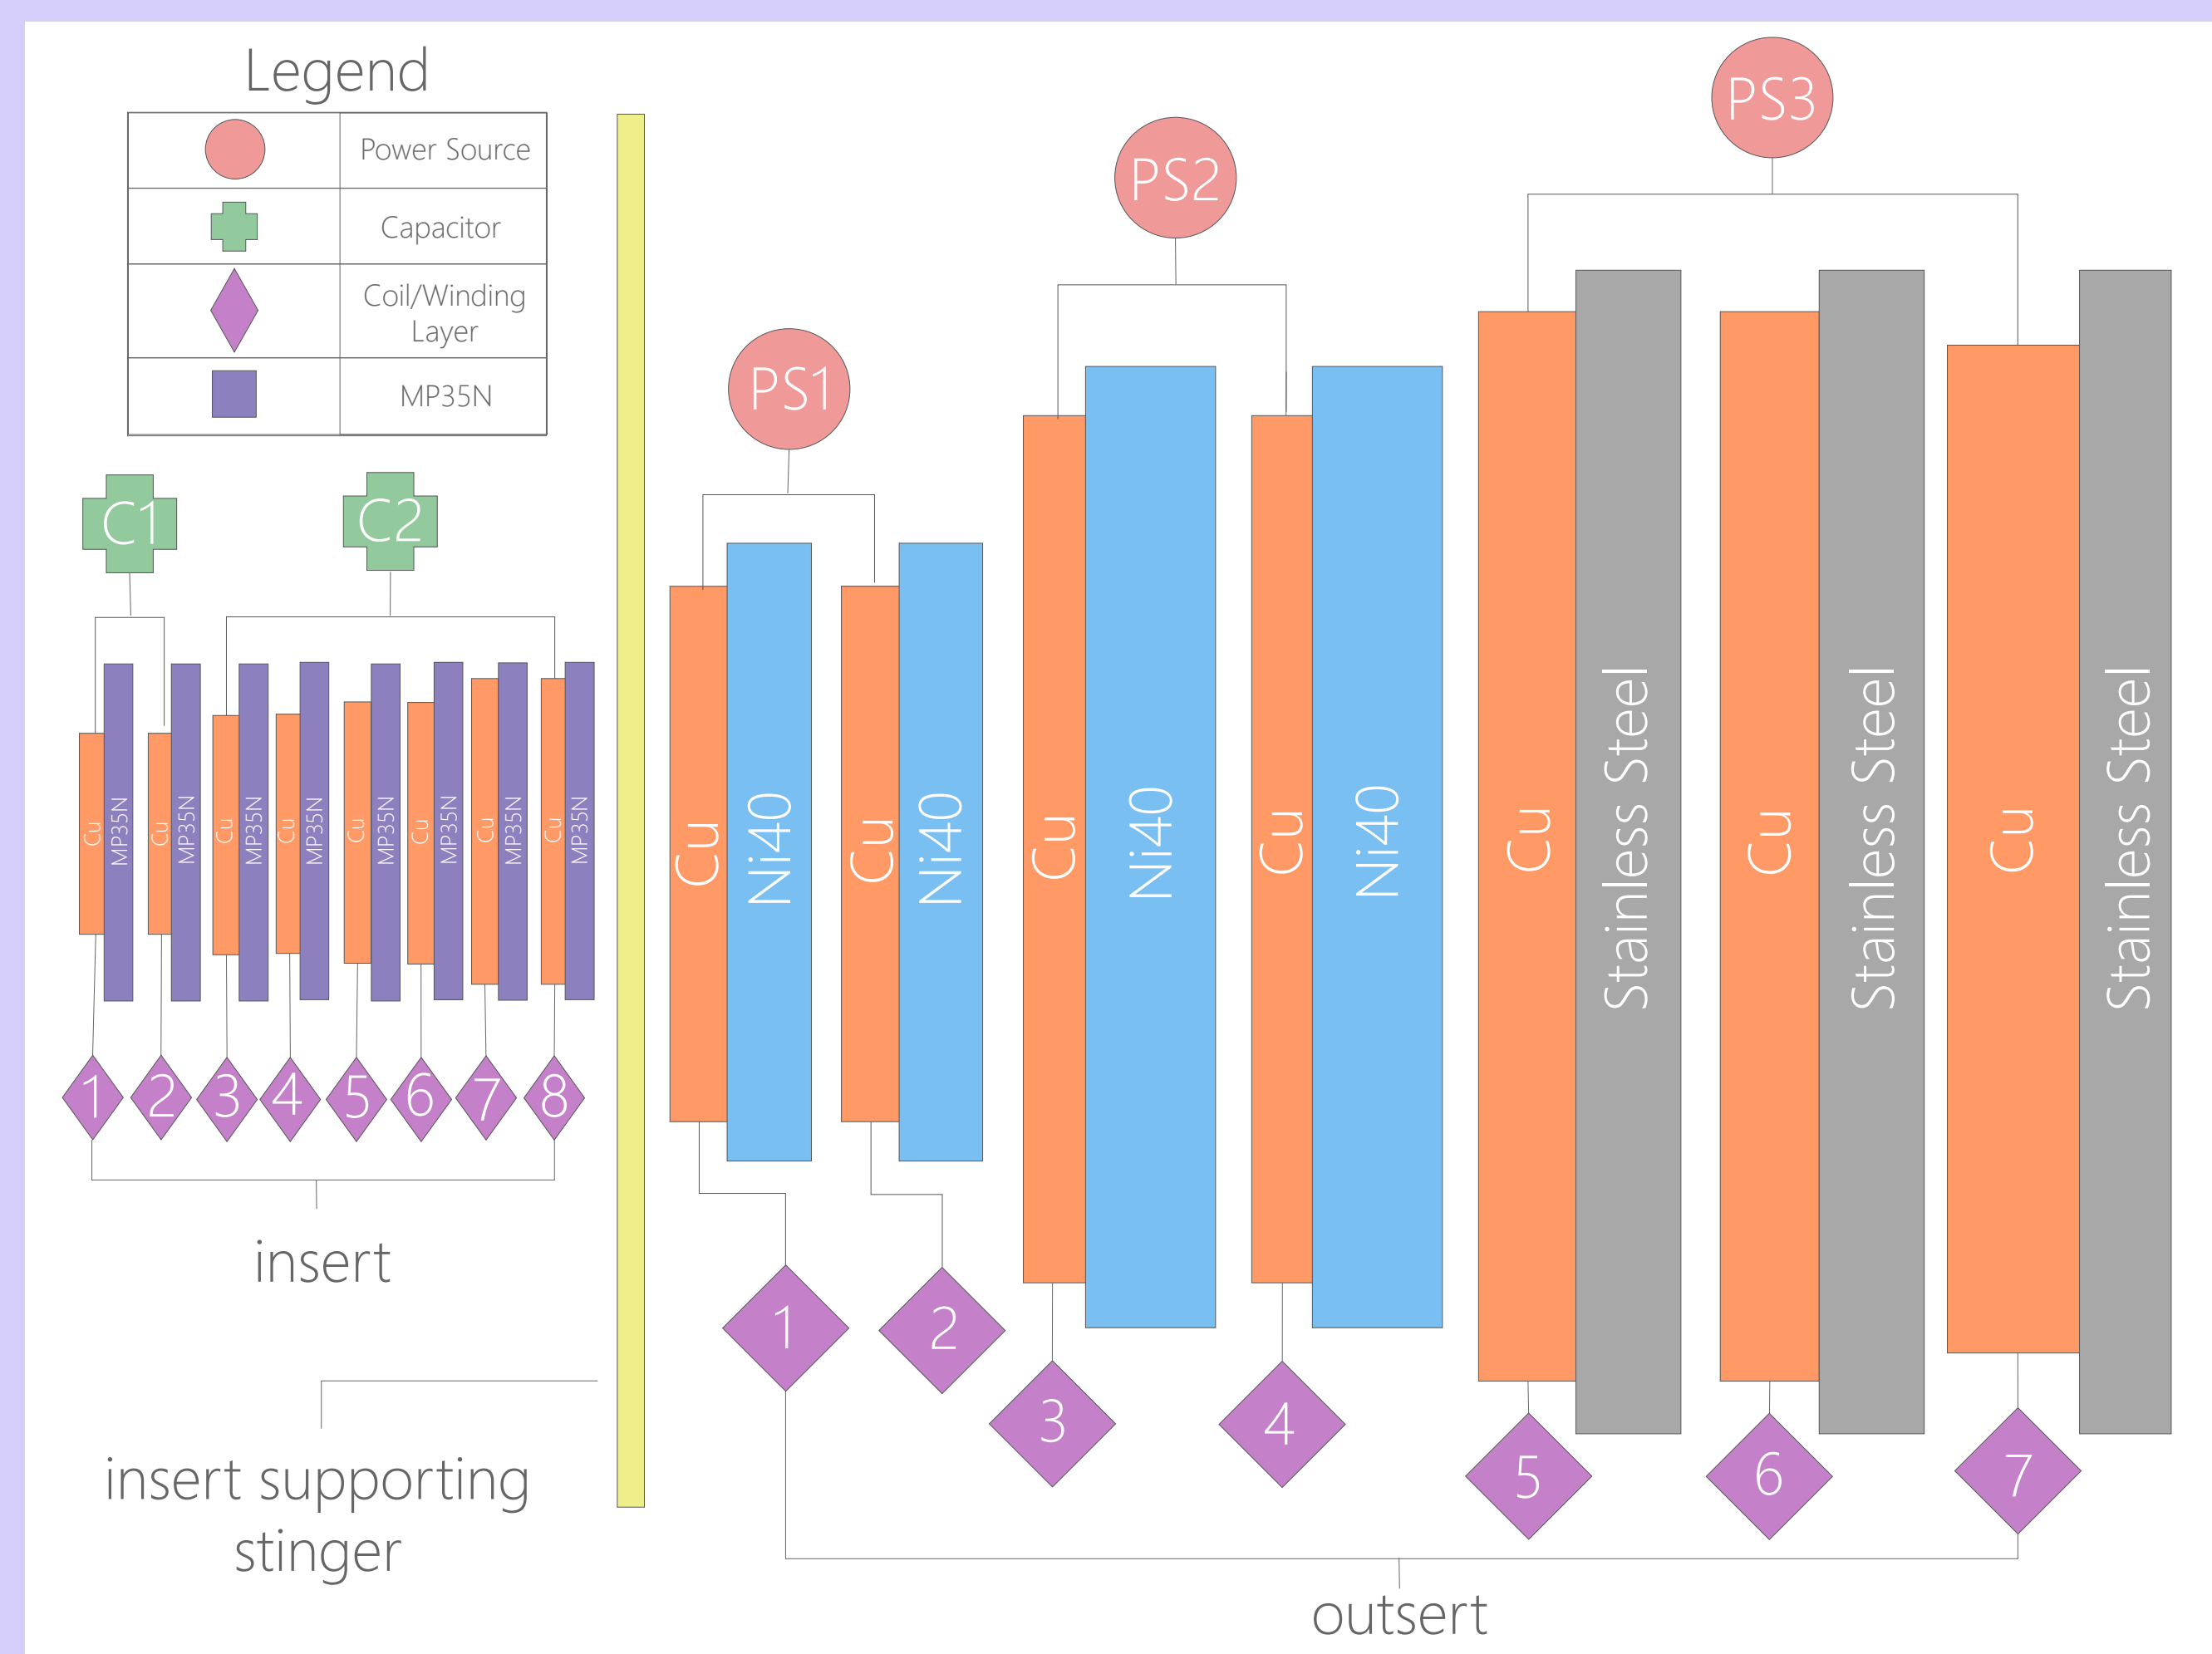 Legend
Power Source
Capacitor
Coil/Winding
Layer
MP35N
C1
C2
PS1
PS2
PS3
Cu
MP35N
Cu
MP35N
Cu
MP35N
Cu
MP35N
Cu
MP35N
Cu
MP35N
Cu
MP35N
Cu
MP35N
Cu
Ni40
Cu
Ni40
Cu
Ni40
Cu
Ni40
Cu
Stainless Steel
Cu
Stainless Steel
Cu
Stainless Steel
1
2
3
4
5
6
7
8
insert
insert supporting
stinger
1
2
3
4
5
6
7
outsert